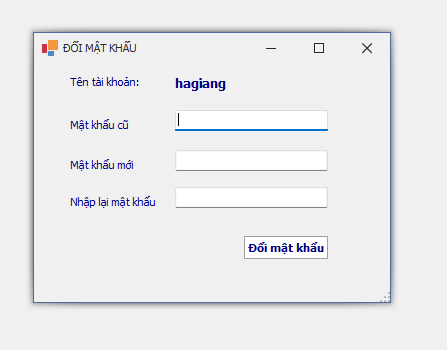 ĐỔI MẬT KHẨU
Tên tài khoản: hagiang
Mật khẩu cũ
Mật khẩu mới
Nhập lại mật khẩu
Đổi mật khẩu